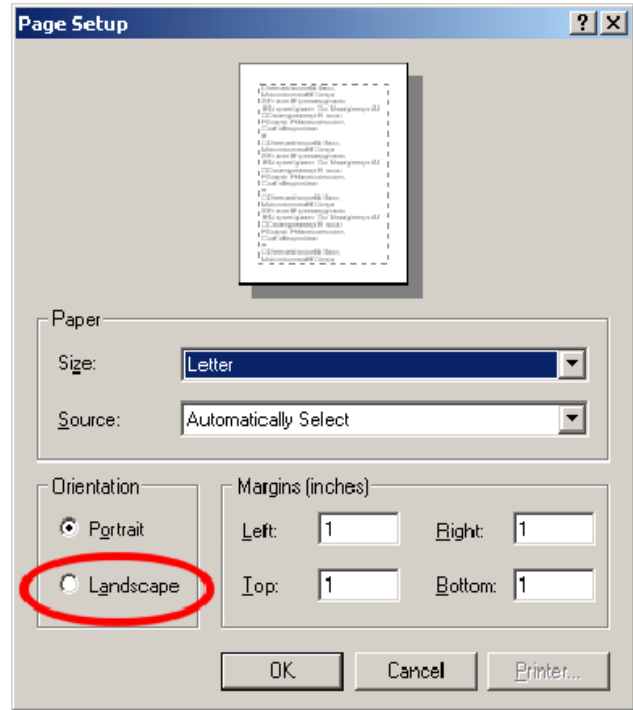 Page Setup
Paper
Size: Letter
Source: Automatically Select
Orientation
Portrait
Landscape
Margins (inches)
Left: 1 Right: 1
Top: 1 Bottom: 1
OK Cancel Printer...